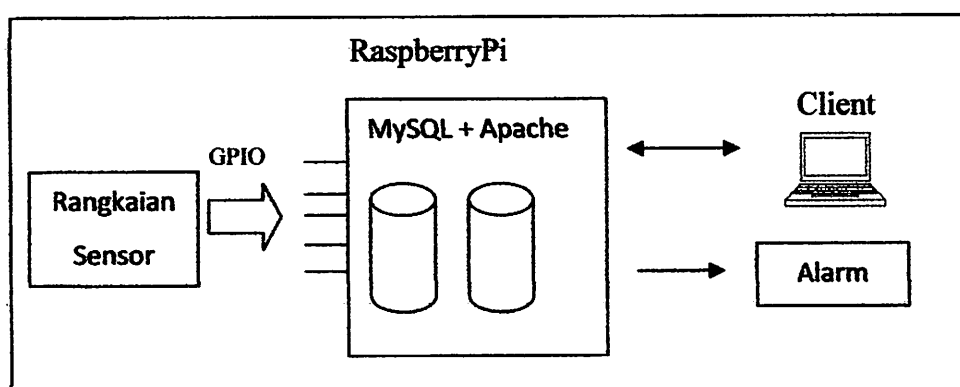 RaspberryPi
MySQL + Apache
Client
GPIO
Rangkaian
Sensor
Alarm